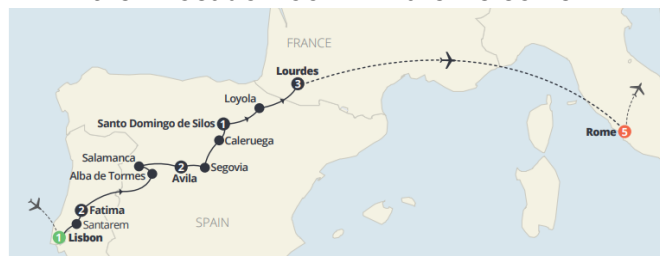 FRANCE
Lourdes
3
Loyola
Santo Domingo de Silos 1
Caleruega
Rome 5
Salamanca
2 Segovia
Alba de Tormes Avila
2 Fatima
Santarem
SPAIN
1 Lisbon